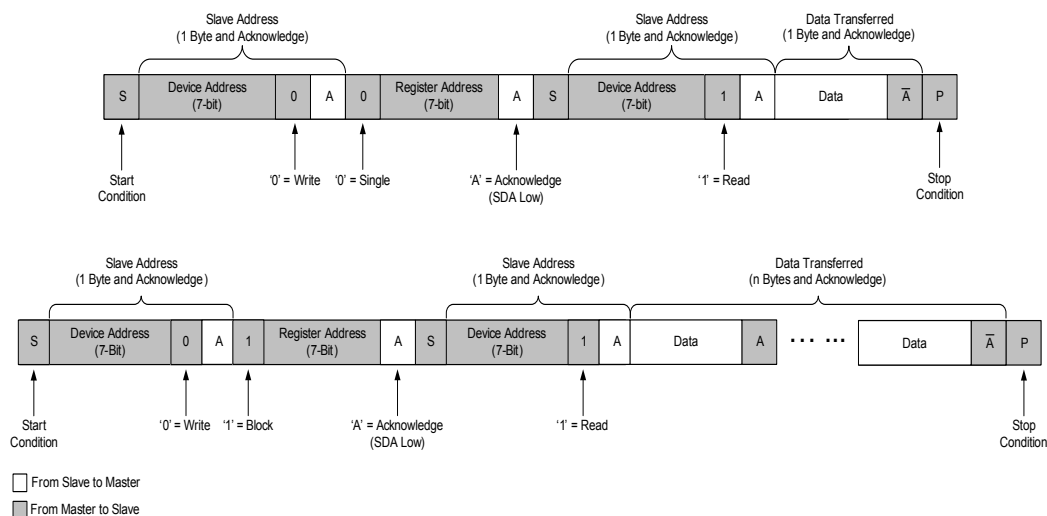 Slave Address
(1 Byte and Acknowledge)
Slave Address
(1 Byte and Acknowledge)
Data Transferred
(1 Byte and Acknowledge)
S
Device Address
(7-bit)
0
A
0
Register Address
(7-bit)
A
S
Device Address
(7-bit)
1
A
Data
A̅
P
Start
Condition
‘0’ = Write
‘0’ = Single
‘A’ = Acknowledge
(SDA Low)
‘1’ = Read
Stop
Condition
Slave Address
(1 Byte and Acknowledge)
Slave Address
(1 Byte and Acknowledge)
Data Transferred
(n Bytes and Acknowledge)
S
Device Address
(7-Bit)
0
A
1
Register Address
(7-Bit)
A
S
Device Address
(7-Bit)
1
A
Data
A
... ...
Data
A̅
P
Start
Condition
‘0’ = Write
‘1’ = Block
‘A’ = Acknowledge
(SDA Low)
‘1’ = Read
Stop
Condition
From Slave to Master
From Master to Slave